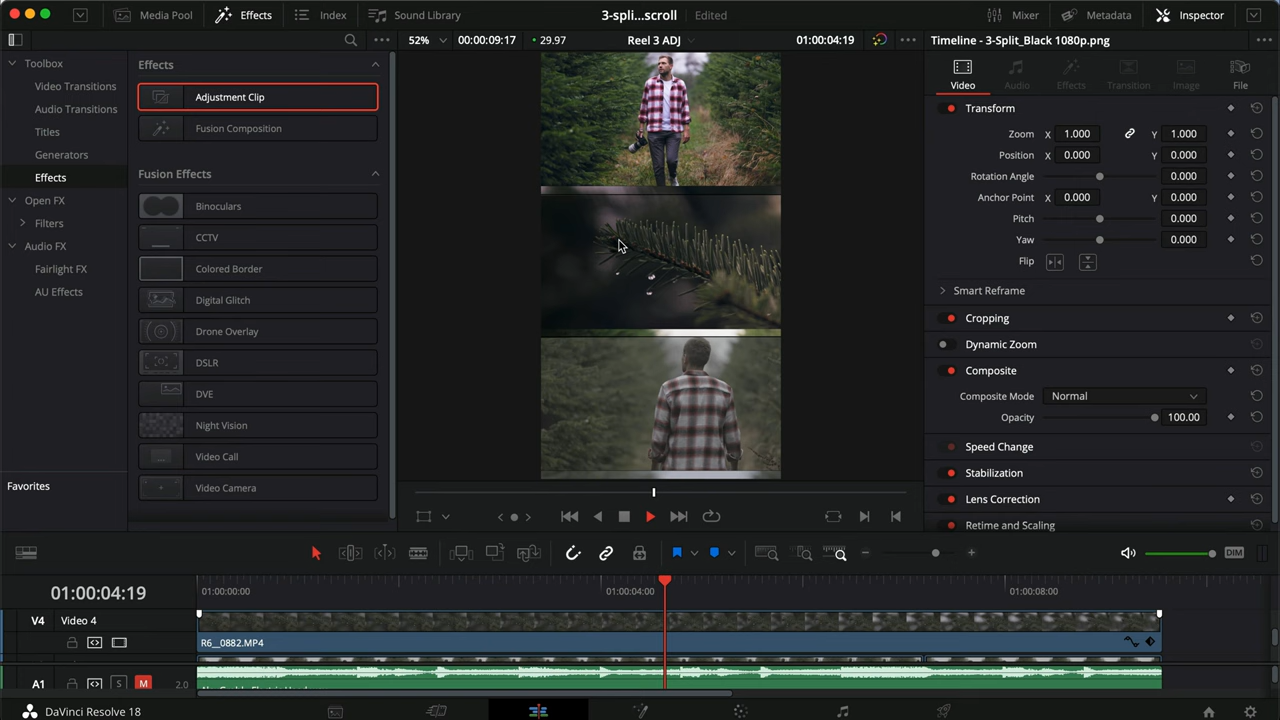 Media Pool Effects Index Sound Library 3-spli...scroll Edited Mixer Metadata Inspector
52% 00:00:09:17 29.97 Reel 3 ADJ 01:00:04:19 Timeline - 3-Split_Black 1080p.png
Toolbox
Video Transitions
Audio Transitions
Titles
Generators
Effects
Open FX
Filters
Audio FX
Fairlight FX
AU Effects
Favorites
Effects
Adjustment Clip
Fusion Composition
Fusion Effects
Binoculars
CCTV
Colored Border
Digital Glitch
Drone Overlay
DSLR
DVE
Night Vision
Video Call
Video Camera
Video Audio Effects Transition Image File
Transform
Zoom X 1.000 Y 1.000
Position X 0.000 Y 0.000
Rotation Angle 0.000
Anchor Point X 0.000 Y 0.000
Pitch 0.000
Yaw 0.000
Flip
Smart Reframe
Cropping
Dynamic Zoom
Composite
Composite Mode Normal
Opacity 100.00
Speed Change
Stabilization
Lens Correction
Retime and Scaling
DIM
01:00:04:19 01:00:00:00 01:00:04:00 01:00:08:00
V4 Video 4
R6__0882.MP4
A1 S M 2.0
DaVinci Resolve 18